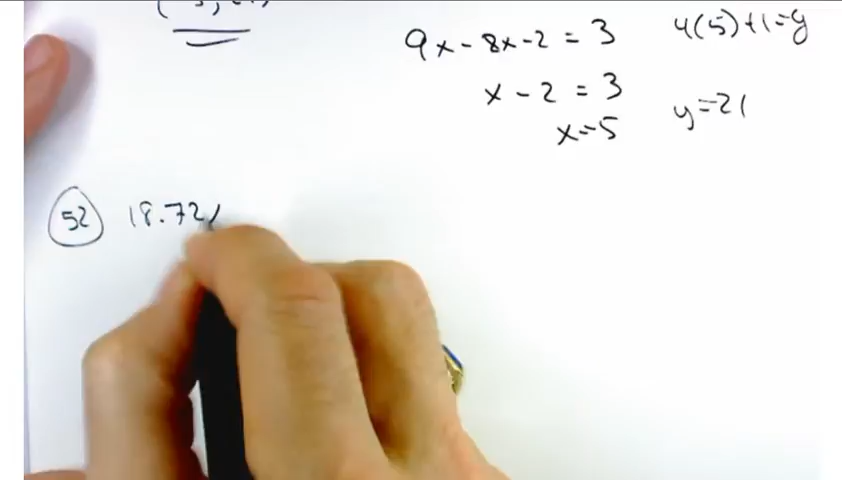 9x - 8x - 2 = 3
4(5) + 1 = y
x - 2 = 3
y = 21
x = 5
52 18.72